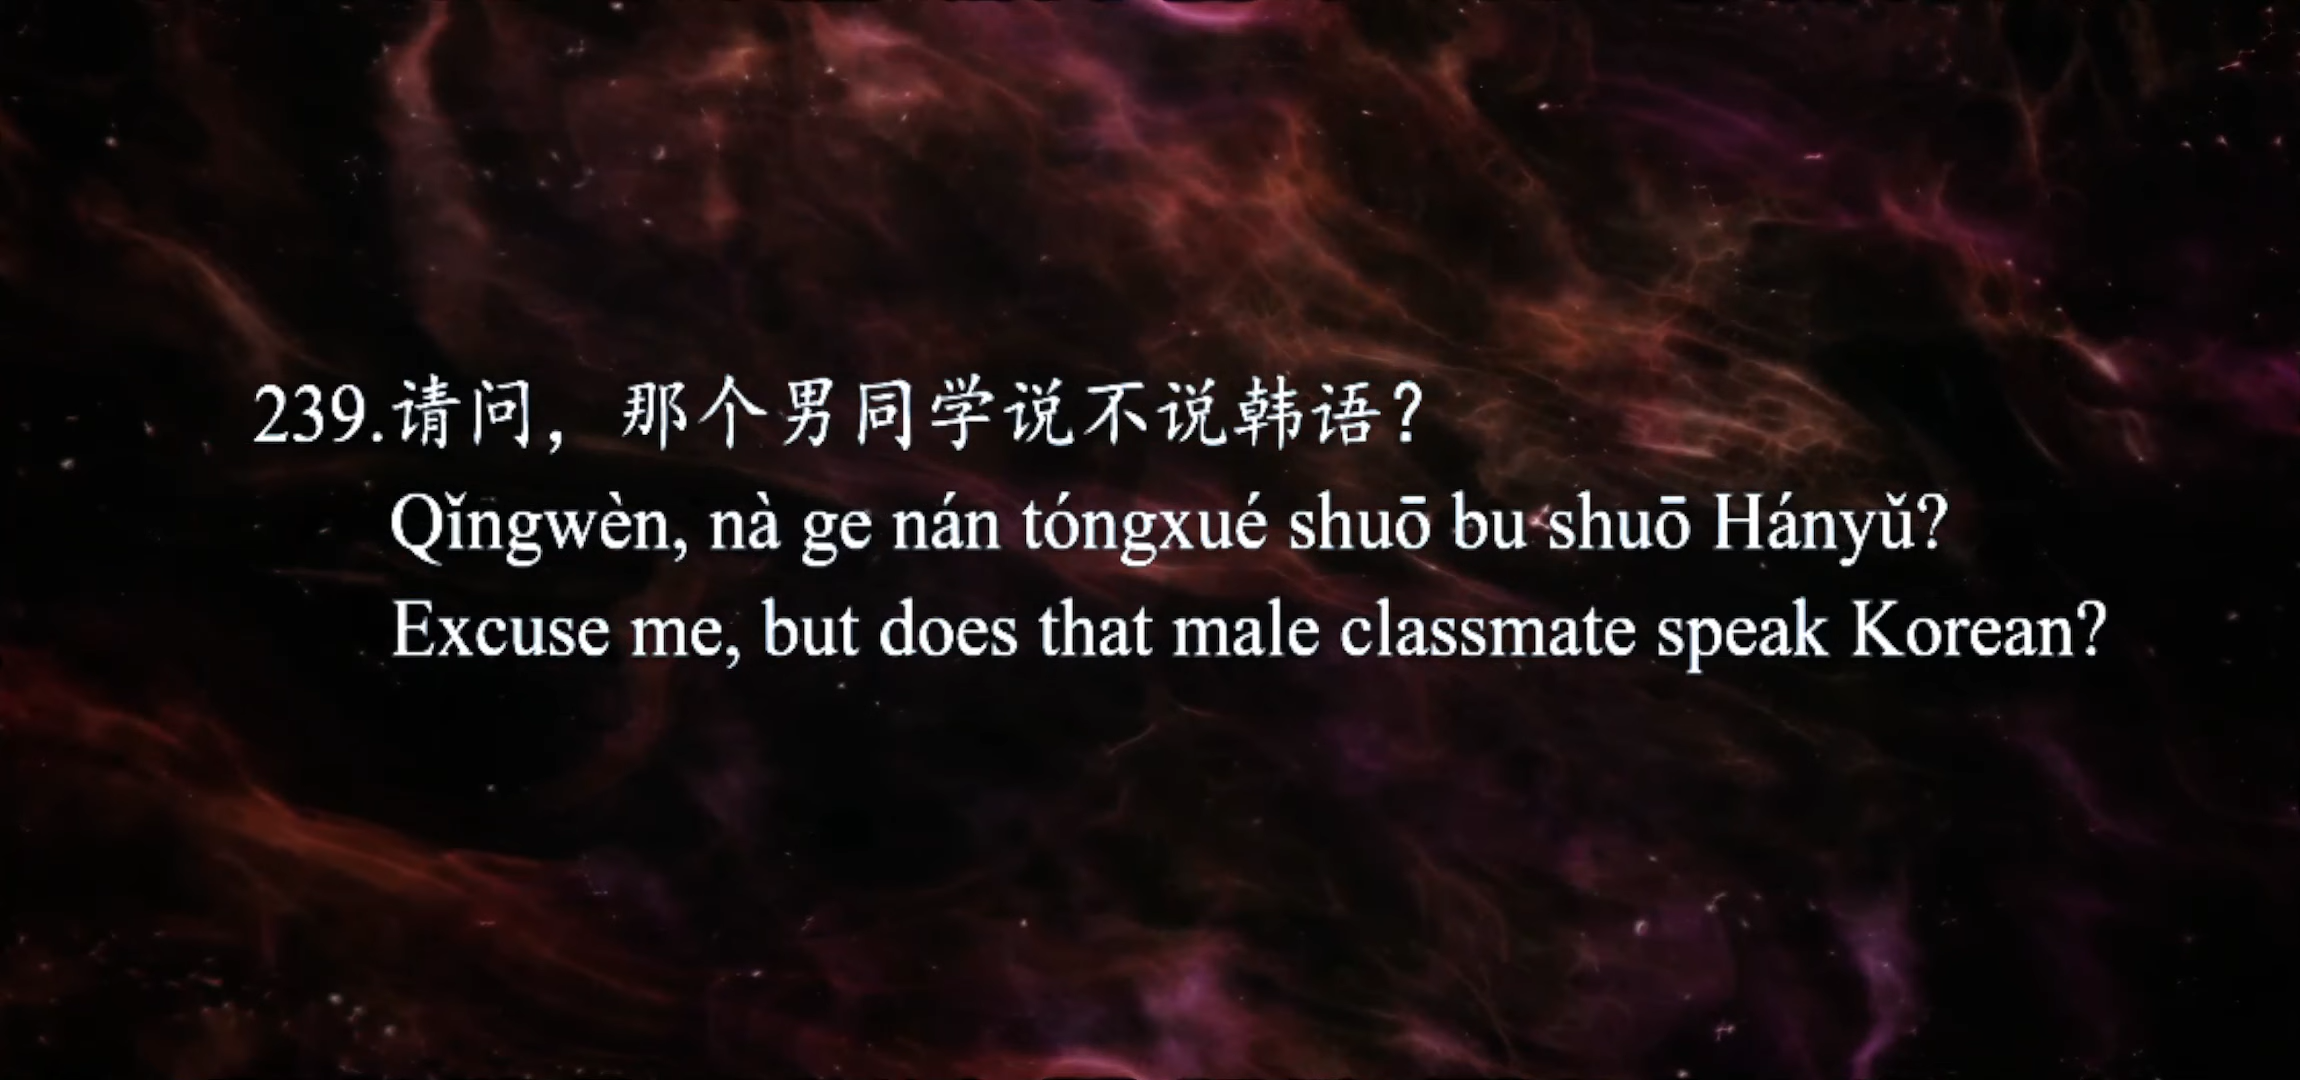 239.请问，那个男同学说不说韩语？
Qǐngwèn, nà ge nán tóngxué shuō bu shuō Hányǔ?
Excuse me, but does that male classmate speak Korean?